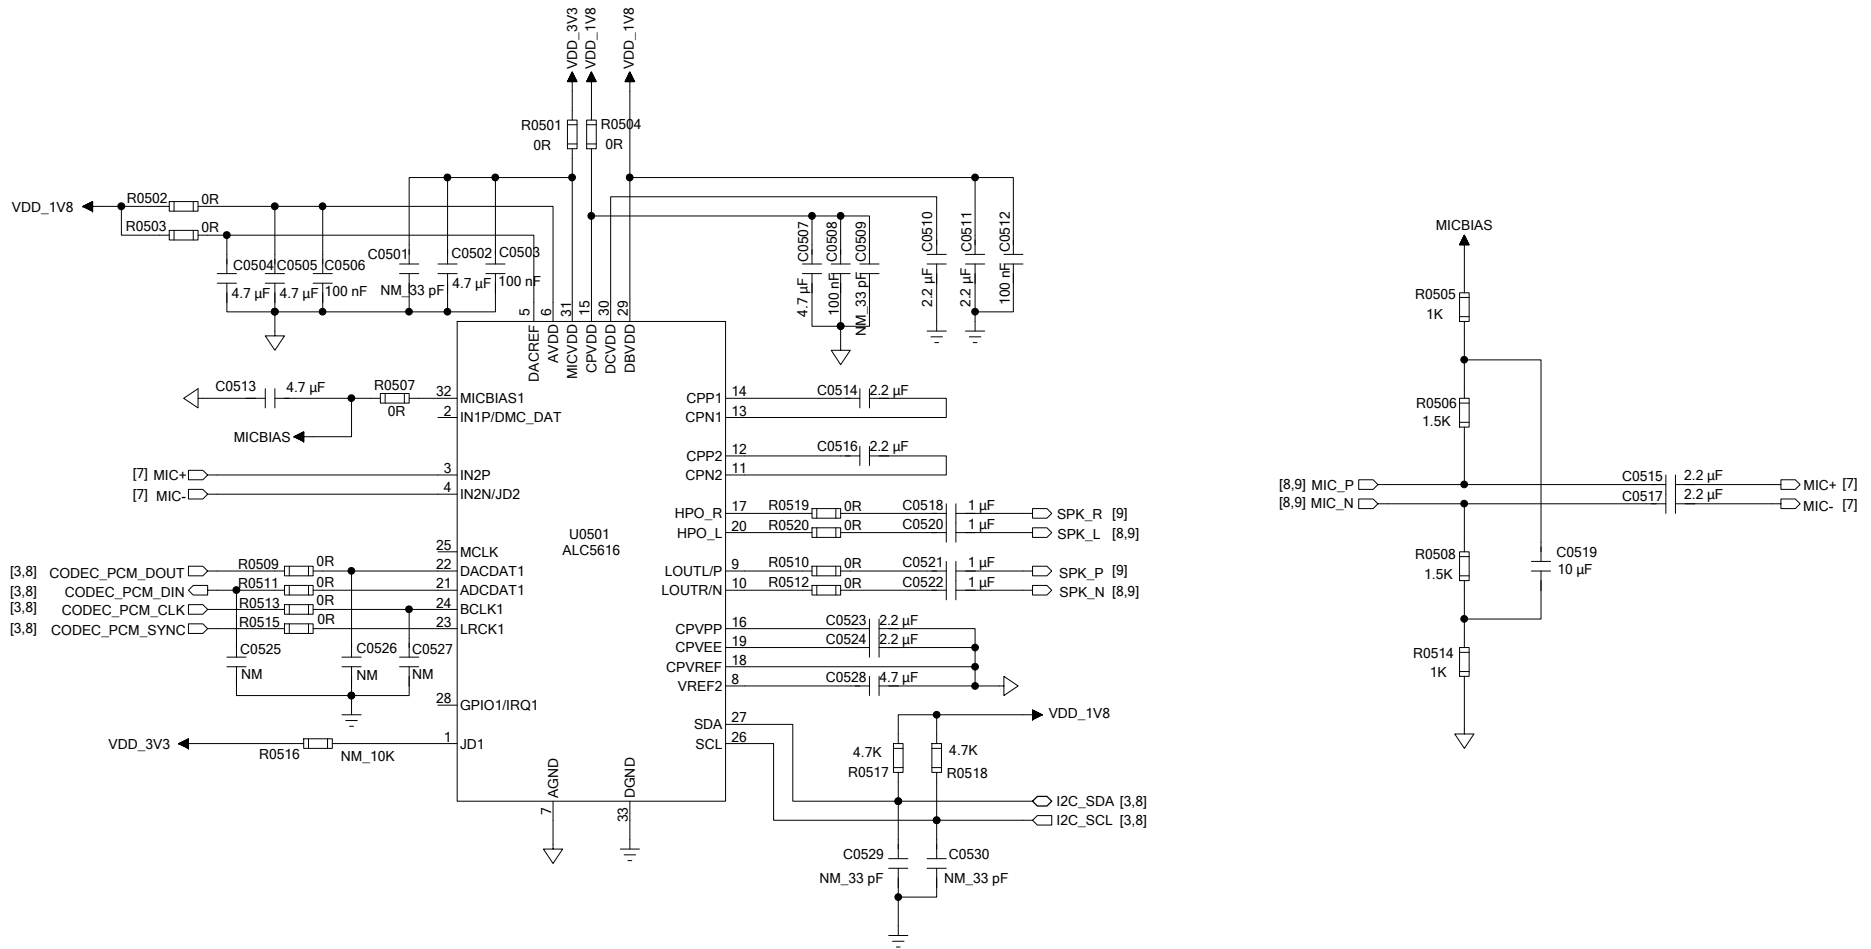 VDD_3V3
VDD_1V8
VDD_1V8
R0501
0R
R0504
0R
VDD_1V8
R0502
0R
R0503
0R
C0504
4.7 µF
C0505
4.7 µF
C0506
100 nF
C0501
NM_33 pF
C0502
4.7 µF
C0503
100 nF
C0507
4.7 µF
C0508
100 nF
C0509
NM_33 pF
C0510
2.2 µF
C0511
2.2 µF
C0512
100 nF
5
6
31
15
30
29
DACREF
AVDD
MICVDD
CPVDD
DCVDD
DBVDD
C0513
4.7 µF
R0507
0R
MICBIAS
32
MICBIAS1
2
IN1P/DMC_DAT
[7] MIC+
3
IN2P
[7] MIC-
4
IN2N/JD2
U0501
ALC5616
25
MCLK
[3,8] CODEC_PCM_DOUT
R0509
0R
22
DACDAT1
[3,8] CODEC_PCM_DIN
R0511
0R
21
ADCDAT1
[3,8] CODEC_PCM_CLK
R0513
0R
24
BCLK1
[3,8] CODEC_PCM_SYNC
R0515
0R
23
LRCK1
C0525
NM
C0526
NM
C0527
NM
28
GPIO1/IRQ1
VDD_3V3
R0516
NM_10K
1
JD1
AGND
7
DGND
33
CPP1
14
C0514
2.2 µF
CPN1
13
CPP2
12
C0516
2.2 µF
CPN2
11
HPO_R
17
R0519
0R
C0518
1 µF
SPK_R [9]
HPO_L
20
R0520
0R
C0520
1 µF
SPK_L [8,9]
LOUTL/P
9
R0510
0R
C0521
1 µF
SPK_P [9]
LOUTR/N
10
R0512
0R
C0522
1 µF
SPK_N [8,9]
CPVPP
16
C0523
2.2 µF
CPVEE
19
C0524
2.2 µF
CPVREF
18
VREF2
8
C0528
4.7 µF
SDA
27
SCL
26
VDD_1V8
4.7K
R0517
4.7K
R0518
I2C_SDA [3,8]
I2C_SCL [3,8]
C0529
NM_33 pF
C0530
NM_33 pF
MICBIAS
R0505
1K
R0506
1.5K
[8,9] MIC_P
[8,9] MIC_N
C0515
2.2 µF
C0517
2.2 µF
MIC+ [7]
MIC- [7]
R0508
1.5K
C0519
10 µF
R0514
1K